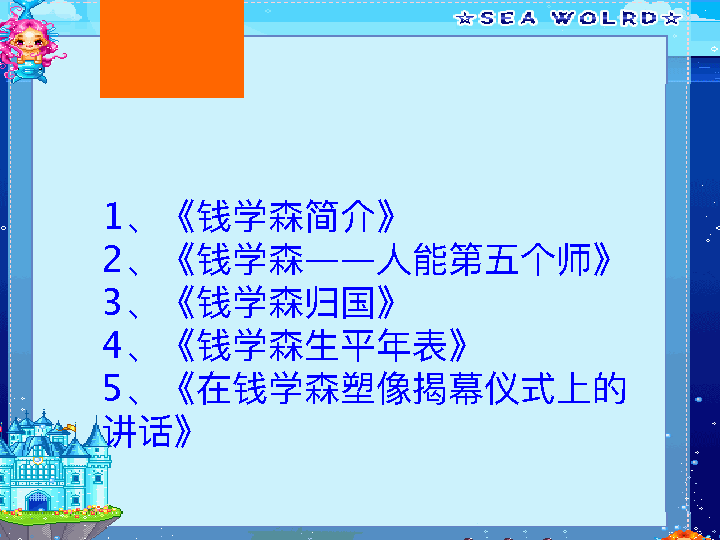 ☆SEA WOLRD☆
1、《钱学森简介》
2、《钱学森——人能第五个师》
3、《钱学森归国》
4、《钱学森生平年表》
5、《在钱学森塑像揭幕仪式上的
讲话》